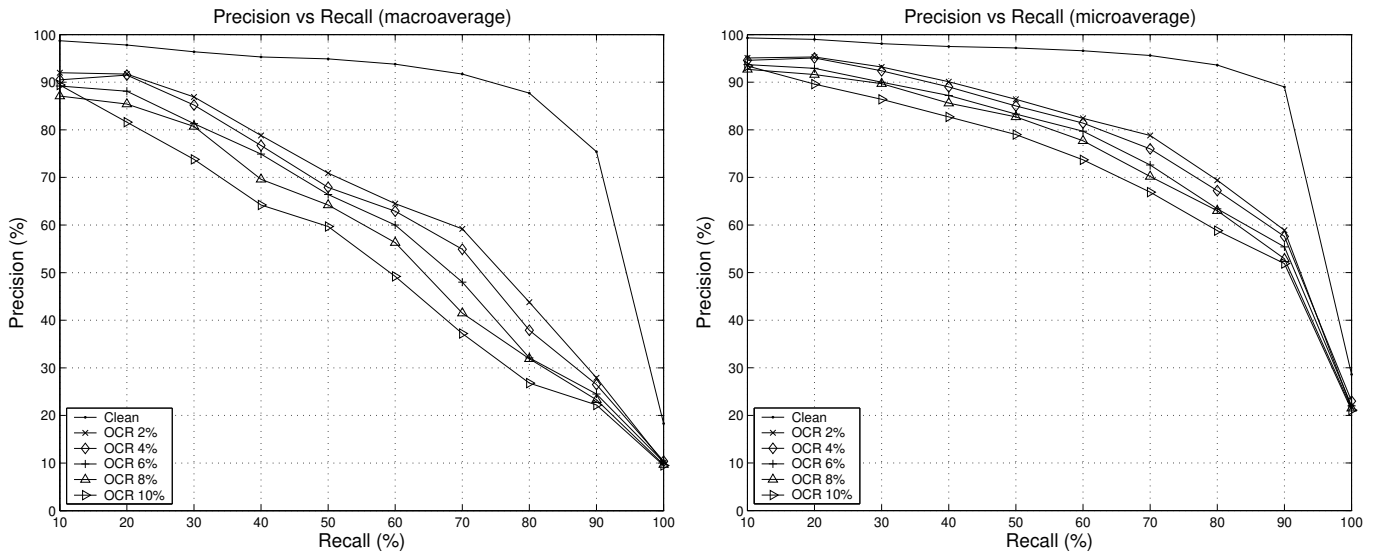 Precision vs Recall (macroaverage)
100
90
80
70
60
50
40
30
20
10
0
Precision (%)
Clean
OCR 2%
OCR 4%
OCR 6%
OCR 8%
OCR 10%
10 20 30 40 50 60 70 80 90 100
Recall (%)
Precision vs Recall (microaverage)
100
90
80
70
60
50
40
30
20
10
0
Precision (%)
Clean
OCR 2%
OCR 4%
OCR 6%
OCR 8%
OCR 10%
10 20 30 40 50 60 70 80 90 100
Recall (%)